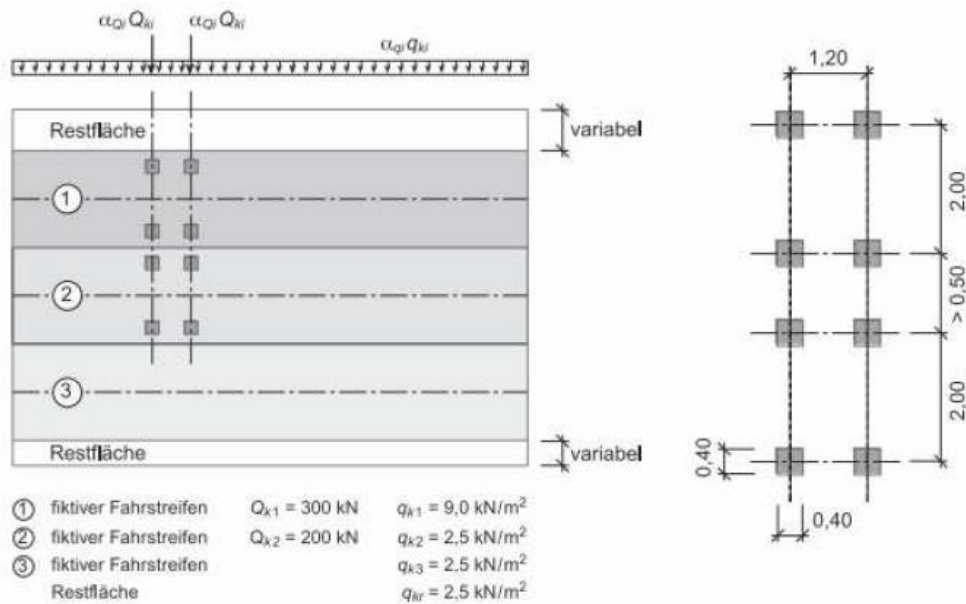 α_Qi Q_ki α_Qi Q_ki
α_qi q_ki
Restfläche
variabel
1
2
3
Restfläche
variabel
1,20
2,00
> 0,50
2,00
0,40
0,40
① fiktiver Fahrstreifen Q_k1 = 300 kN q_k1 = 9,0 kN/m²
② fiktiver Fahrstreifen Q_k2 = 200 kN q_k2 = 2,5 kN/m²
③ fiktiver Fahrstreifen q_k3 = 2,5 kN/m²
Restfläche q_kr = 2,5 kN/m²